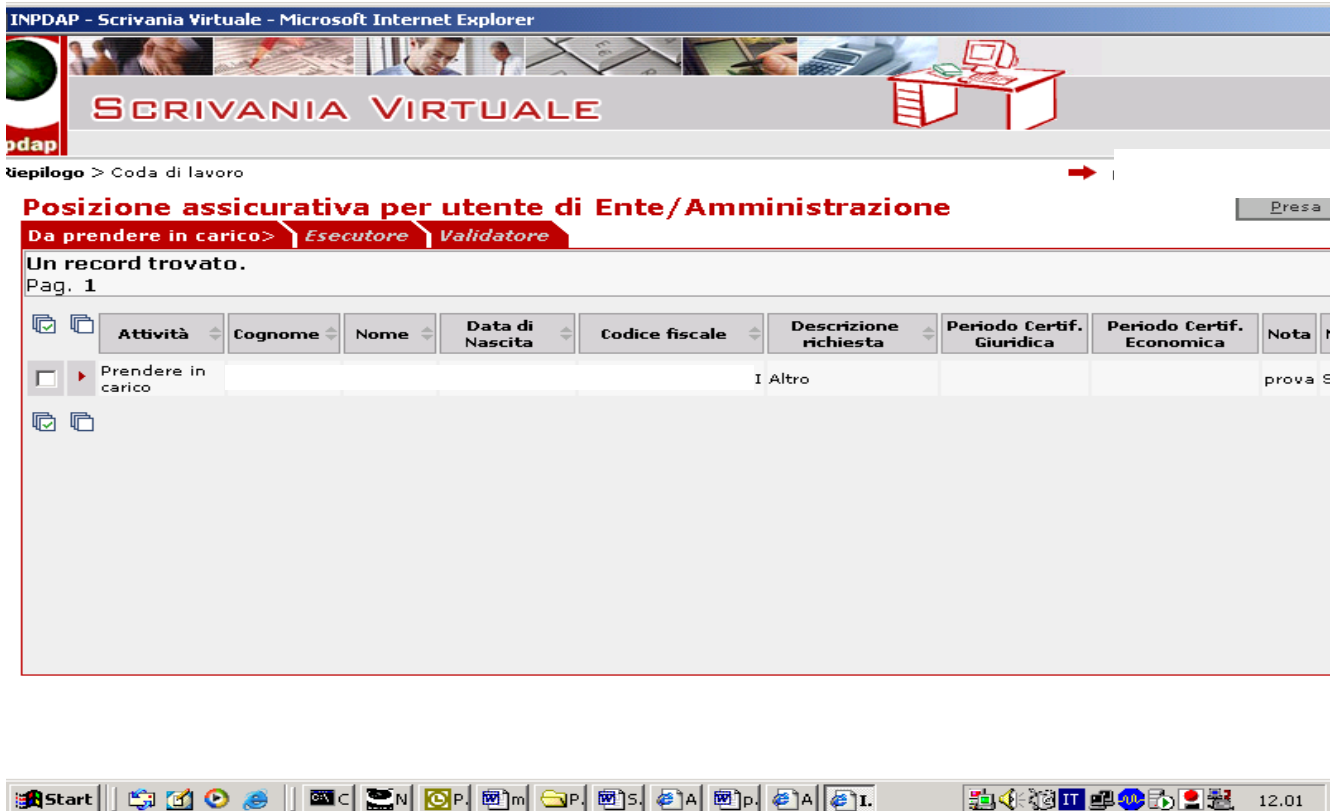 INPDAP - Scrivania Virtuale - Microsoft Internet Explorer
SCRIVANIA VIRTUALE
pdap
Riepilogo > Coda di lavoro
Posizione assicurativa per utente di Ente/Amministrazione
Presa
Da prendere in carico> Esecutore Validatore
Un record trovato.
Pag. 1
Attività Cognome Nome Data di Nascita Codice fiscale Descrizione richiesta Periodo Certif. Giuridica Periodo Certif. Economica Nota
Prendere in carico I Altro prova S
Start C N P. m P. S. A p. A I. IT 12.01